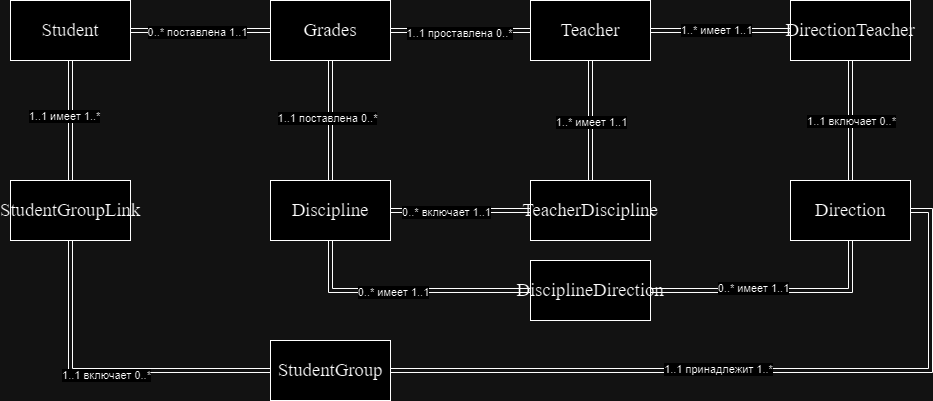 Student
0..* поставлена 1..1
Grades
1..1 проставлена 0..*
Teacher
1..* имеет 1..1
DirectionTeacher
1..1 имеет 1..*
1..1 поставлена 0..*
1..* имеет 1..1
1..1 включает 0..*
StudentGroupLink
Discipline
0..* включает 1..1
TeacherDiscipline
Direction
0..* имеет 1..1
DisciplineDirection
0..* имеет 1..1
1..1 включает 0..*
StudentGroup
1..1 принадлежит 1..*